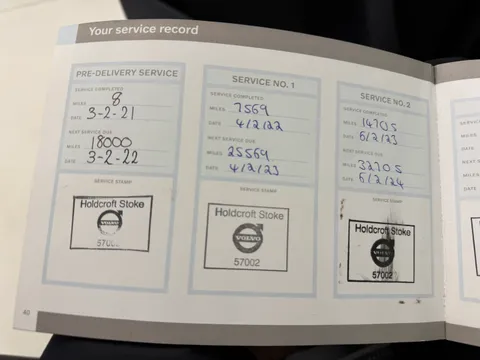 Your service record
PRE-DELIVERY SERVICE
SERVICE COMPLETED
MILES 8
DATE 3-2-21
NEXT SERVICE DUE
MILES 18000
DATE 3-2-22
SERVICE STAMP
Holdcroft Stoke
VOLVO
SERVICE NO. 1
SERVICE COMPLETED
MILES 7569
DATE 4/2/22
NEXT SERVICE DUE
MILES 25569
DATE 4/2/23
SERVICE STAMP
Holdcroft Stoke
VOLVO
57002
SERVICE NO. 2
SERVICE COMPLETED
MILES 14705
DATE 6/2/23
NEXT SERVICE DUE
MILES 32705
DATE 6/2/24
SERVICE STAMP
Holdcroft Stoke
VOLVO
57002
MILES
DATE
MILES
DATE
40